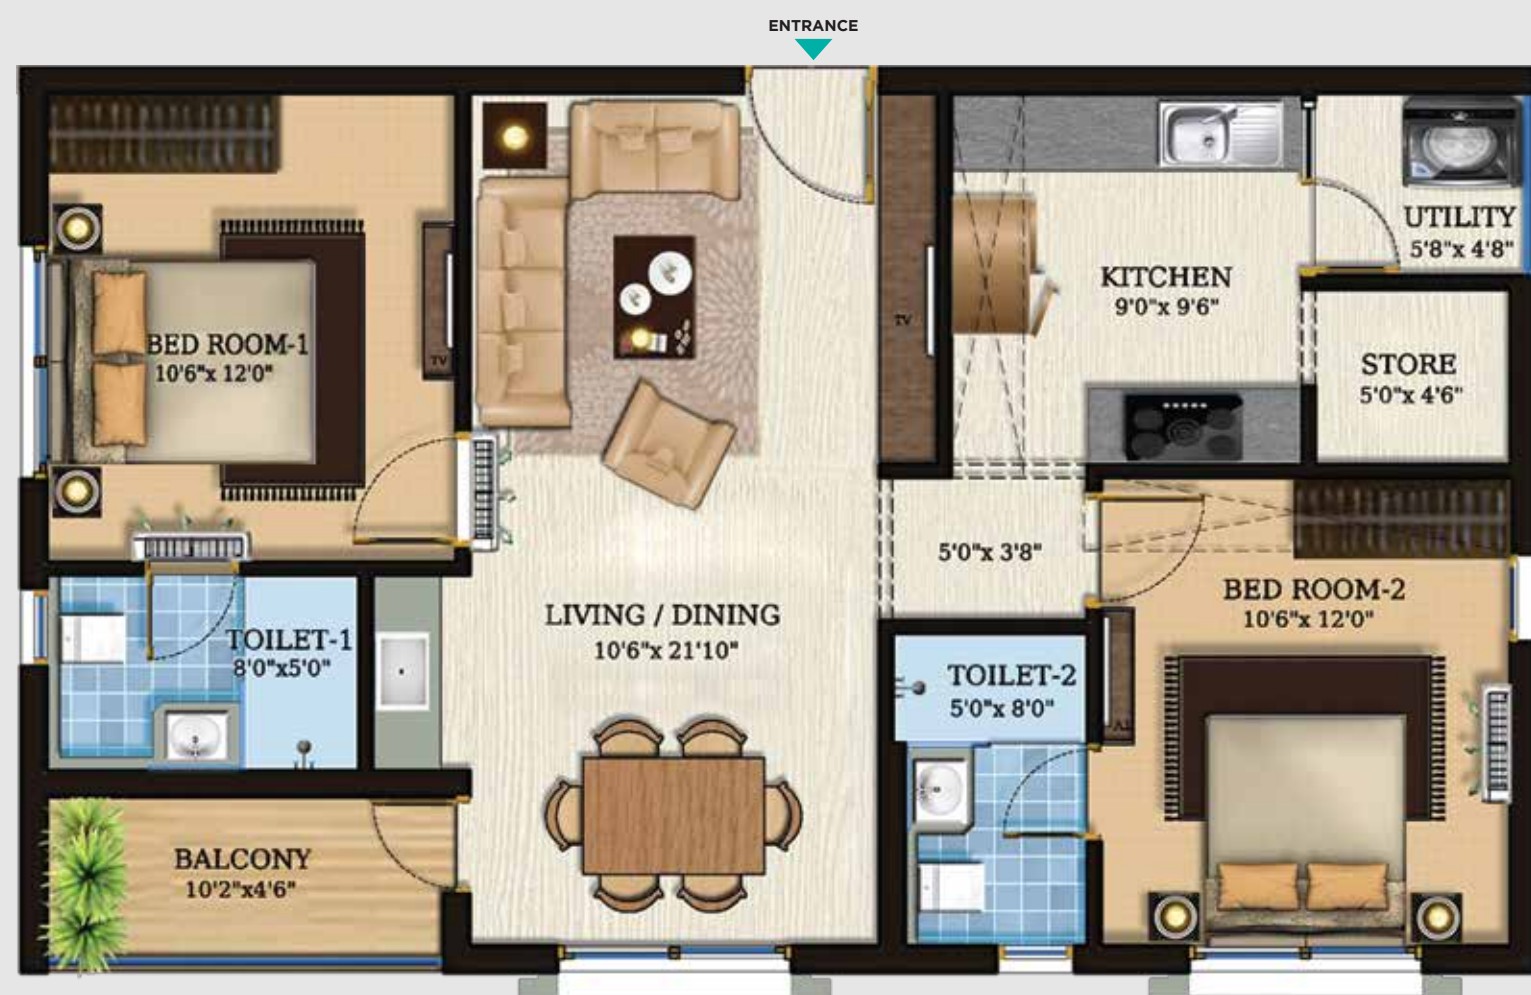 ENTRANCE
BED ROOM-1
10'6"x 12'0"
TV
TV
KITCHEN
9'0"x 9'6"
UTILITY
5'8"x 4'8"
STORE
5'0"x 4'6"
5'0"x 3'8"
LIVING / DINING
10'6"x 21'10"
TOILET-1
8'0"x5'0"
BED ROOM-2
10'6"x 12'0"
TOILET-2
5'0"x 8'0"
BALCONY
10'2"x4'6"